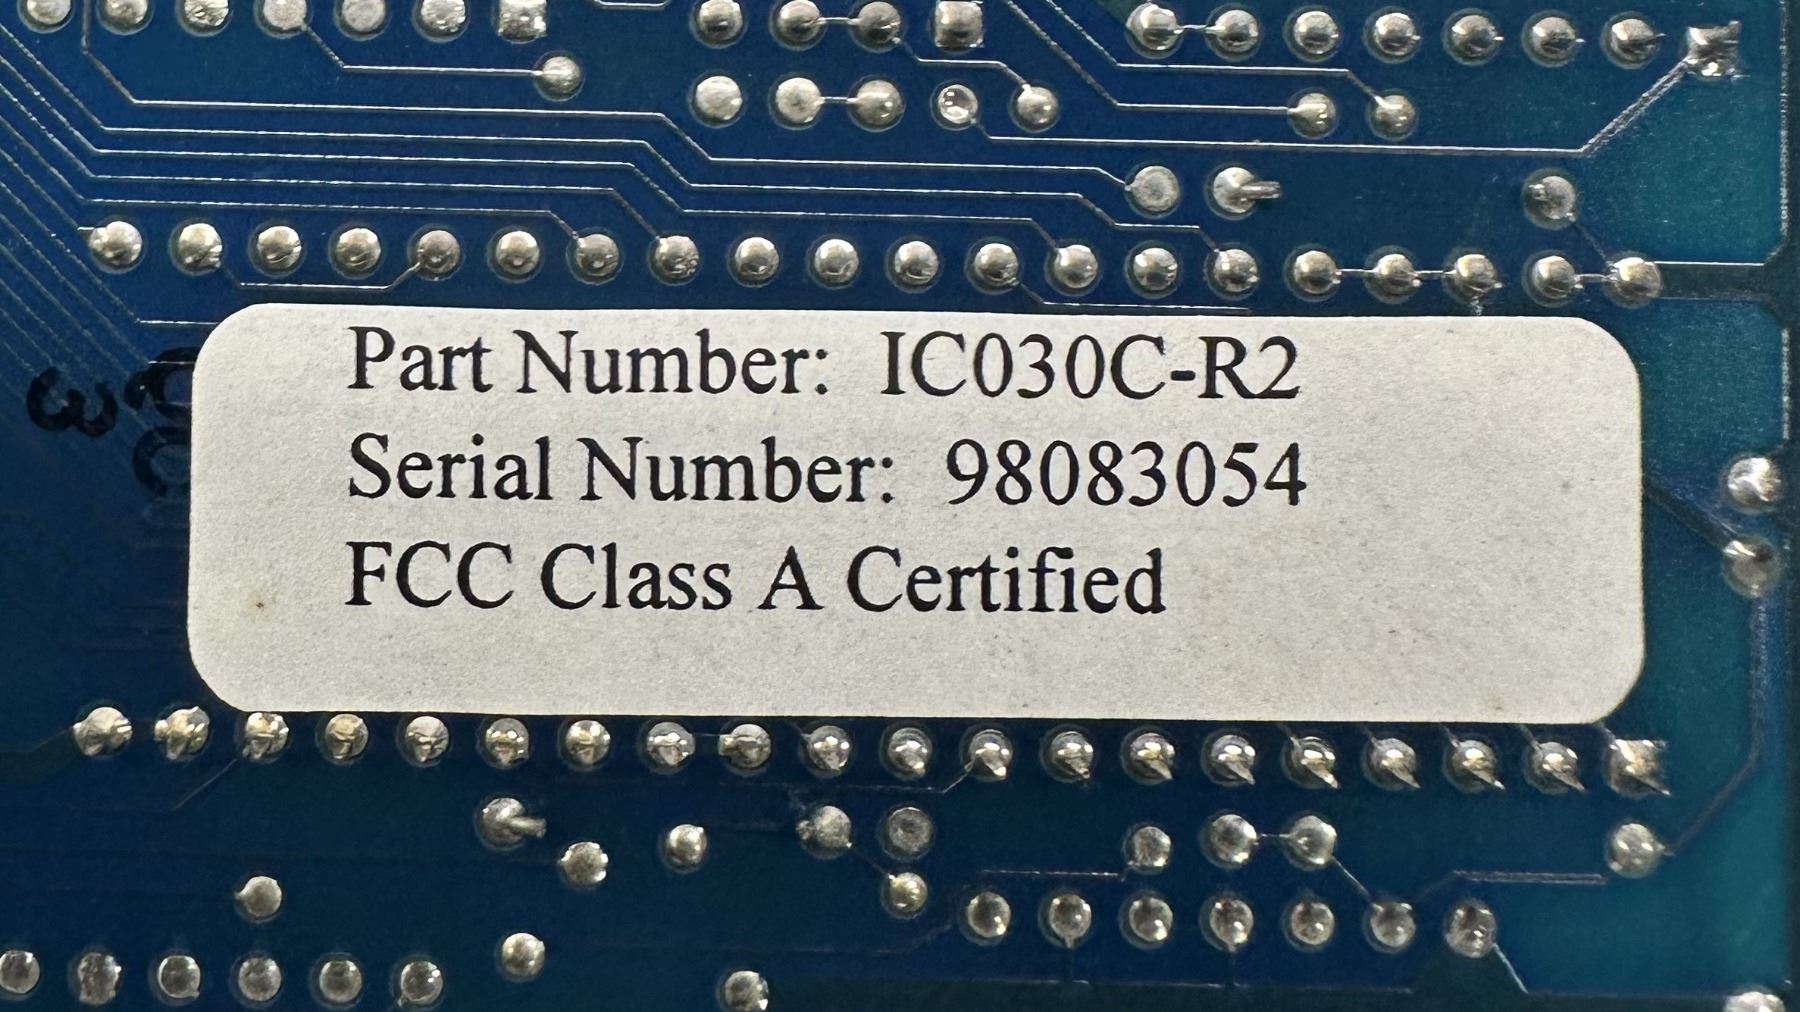 Part Number: IC030C-R2
Serial Number: 98083054
FCC Class A Certified